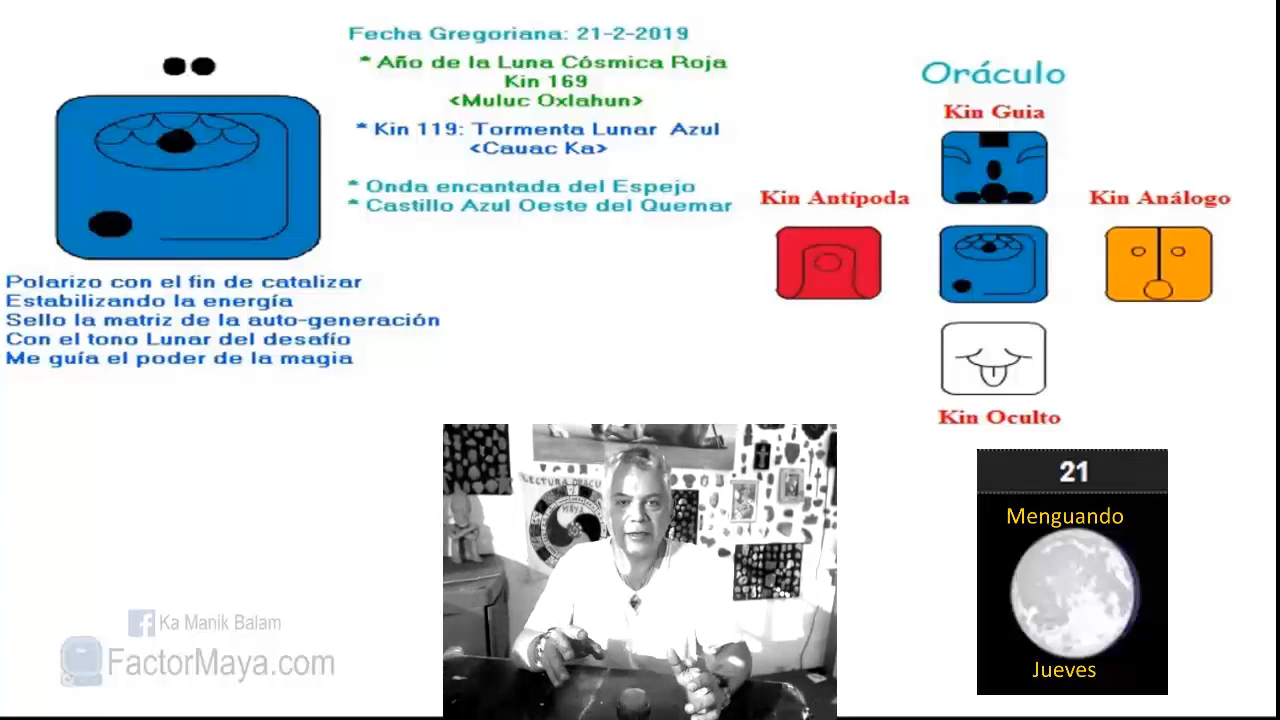 Fecha Gregoriana: 21-2-2019
* Año de la Luna Cósmica Roja
Kin 169
<Muluc Oxlahun>
* Kin 119: Tormenta Lunar Azul
<Cauac Ka>
* Onda encantada del Espejo
* Castillo Azul Oeste del Quemar
Polarizo con el fin de catalizar
Estabilizando la energía
Sello la matriz de la auto-generación
Con el tono Lunar del desafío
Me guía el poder de la magia
Oráculo
Kin Guia
Kin Antípoda
Kin Análogo
Kin Oculto
LECTURA ORACU
MAYA
21
Menguando
Jueves
Ka Manik Balam
FactorMaya.com